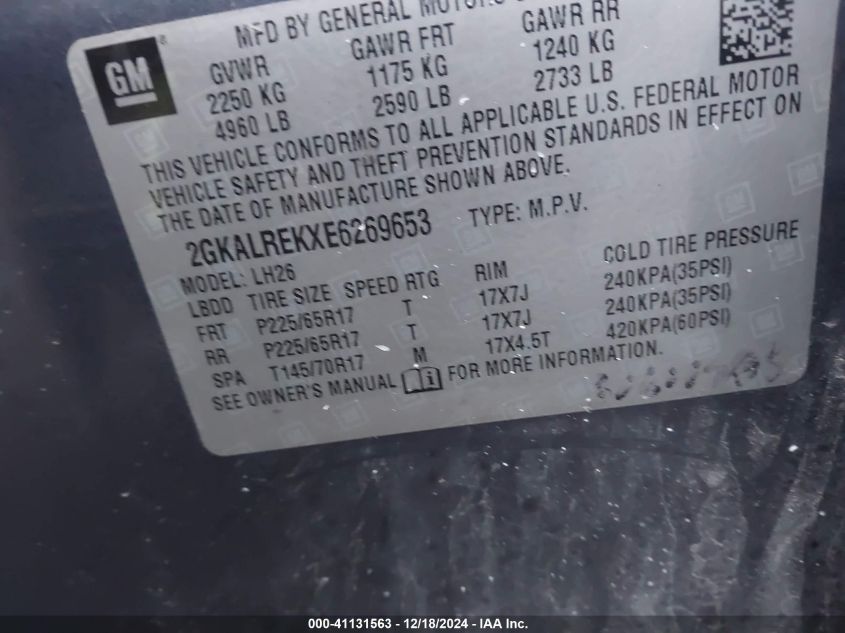 GM
MFD BY GENERAL MOTORS
GVWR GAWR FRT GAWR RR
2250 KG 1175 KG 1240 KG
4960 LB 2590 LB 2733 LB
THIS VEHICLE CONFORMS TO ALL APPLICABLE U.S. FEDERAL MOTOR
VEHICLE SAFETY AND THEFT PREVENTION STANDARDS IN EFFECT ON
THE DATE OF MANUFACTURE SHOWN ABOVE.
2GKALREKXE6269653 TYPE: M.P.V.
MODEL: LH26
LBDD TIRE SIZE SPEED RTG RIM COLD TIRE PRESSURE
FRT P225/65R17 T 17X7J 240KPA(35PSI)
RR P225/65R17 T 17X7J 240KPA(35PSI)
SPA T145/70R17 M 17X4.5T 420KPA(60PSI)
SEE OWNER'S MANUAL FOR MORE INFORMATION.
000-41131563 - 12/18/2024 - IAA Inc.